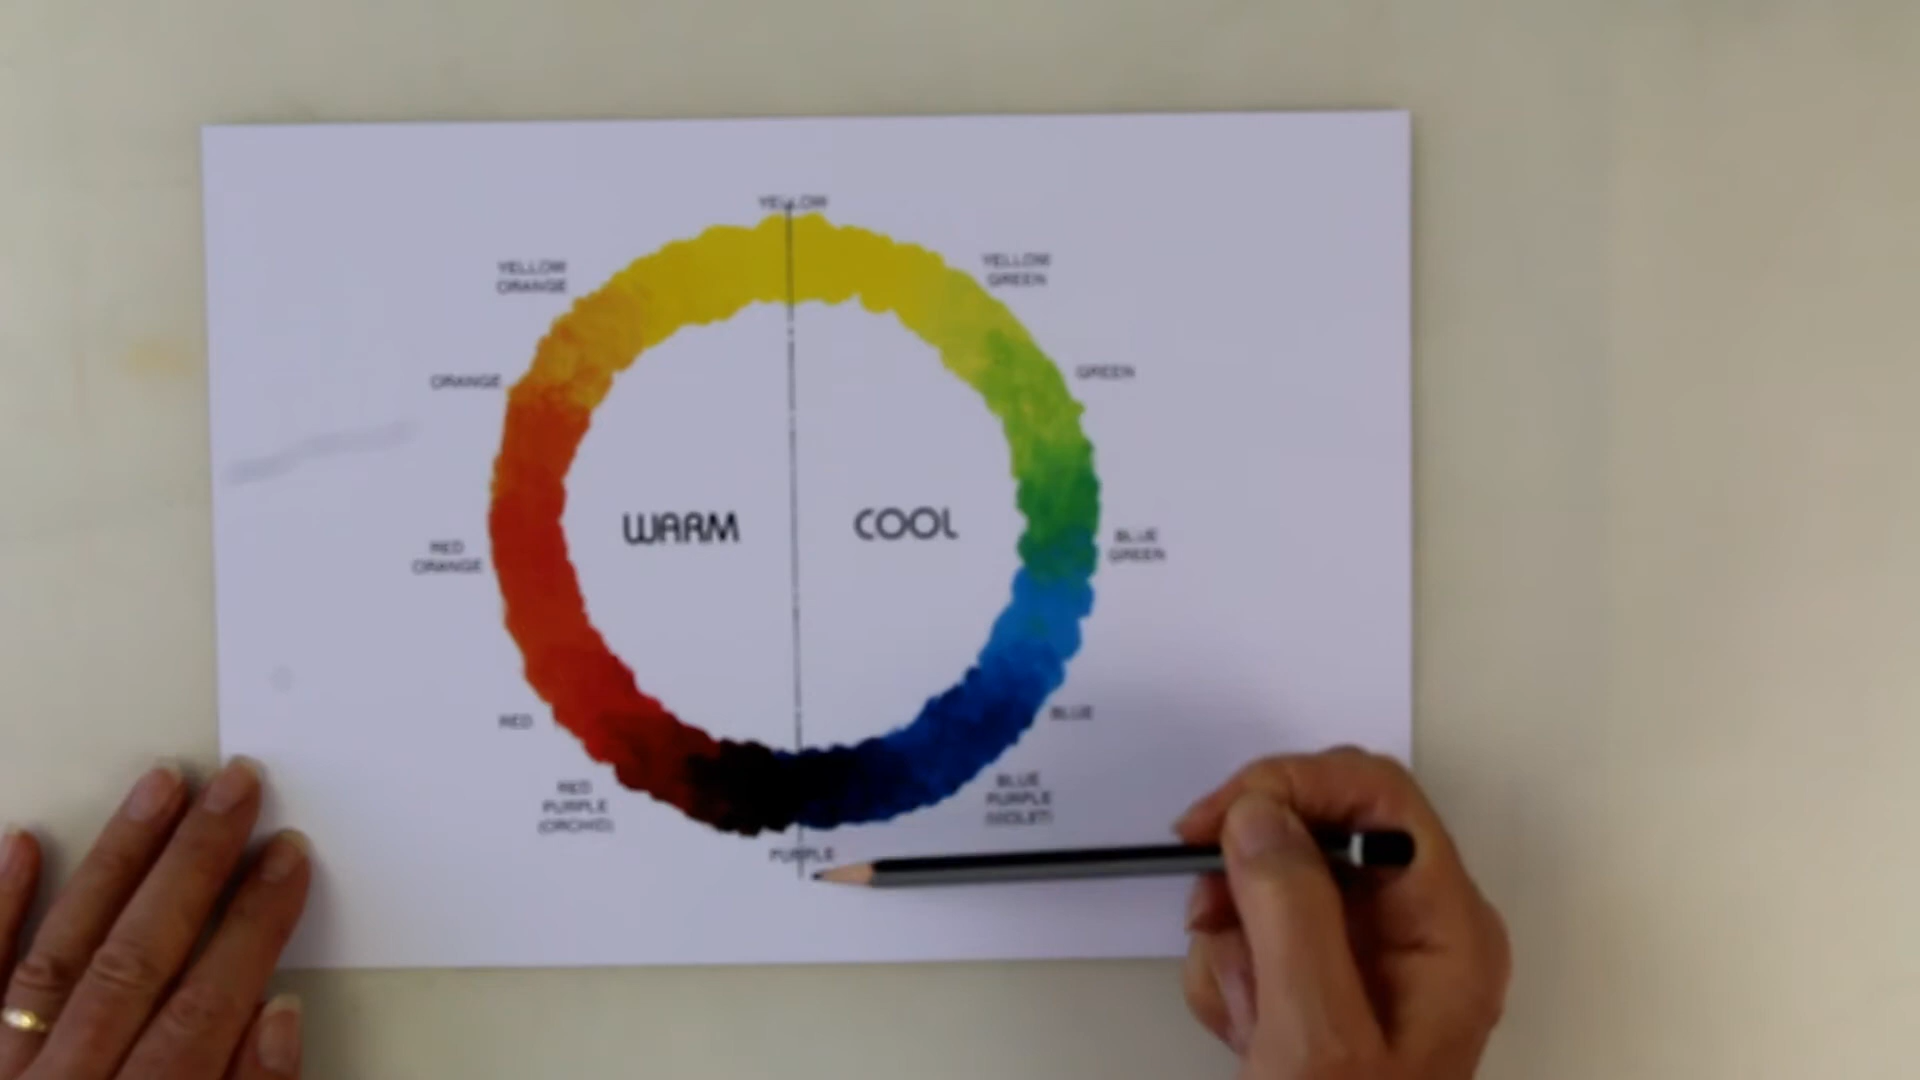 YELLOW
YELLOW
ORANGE
YELLOW
GREEN
ORANGE
GREEN
WARM
COOL
RED
ORANGE
BLUE
GREEN
RED
BLUE
RED
PURPLE
(ORCHID)
BLUE
PURPLE
(VIOLET)
PURPLE